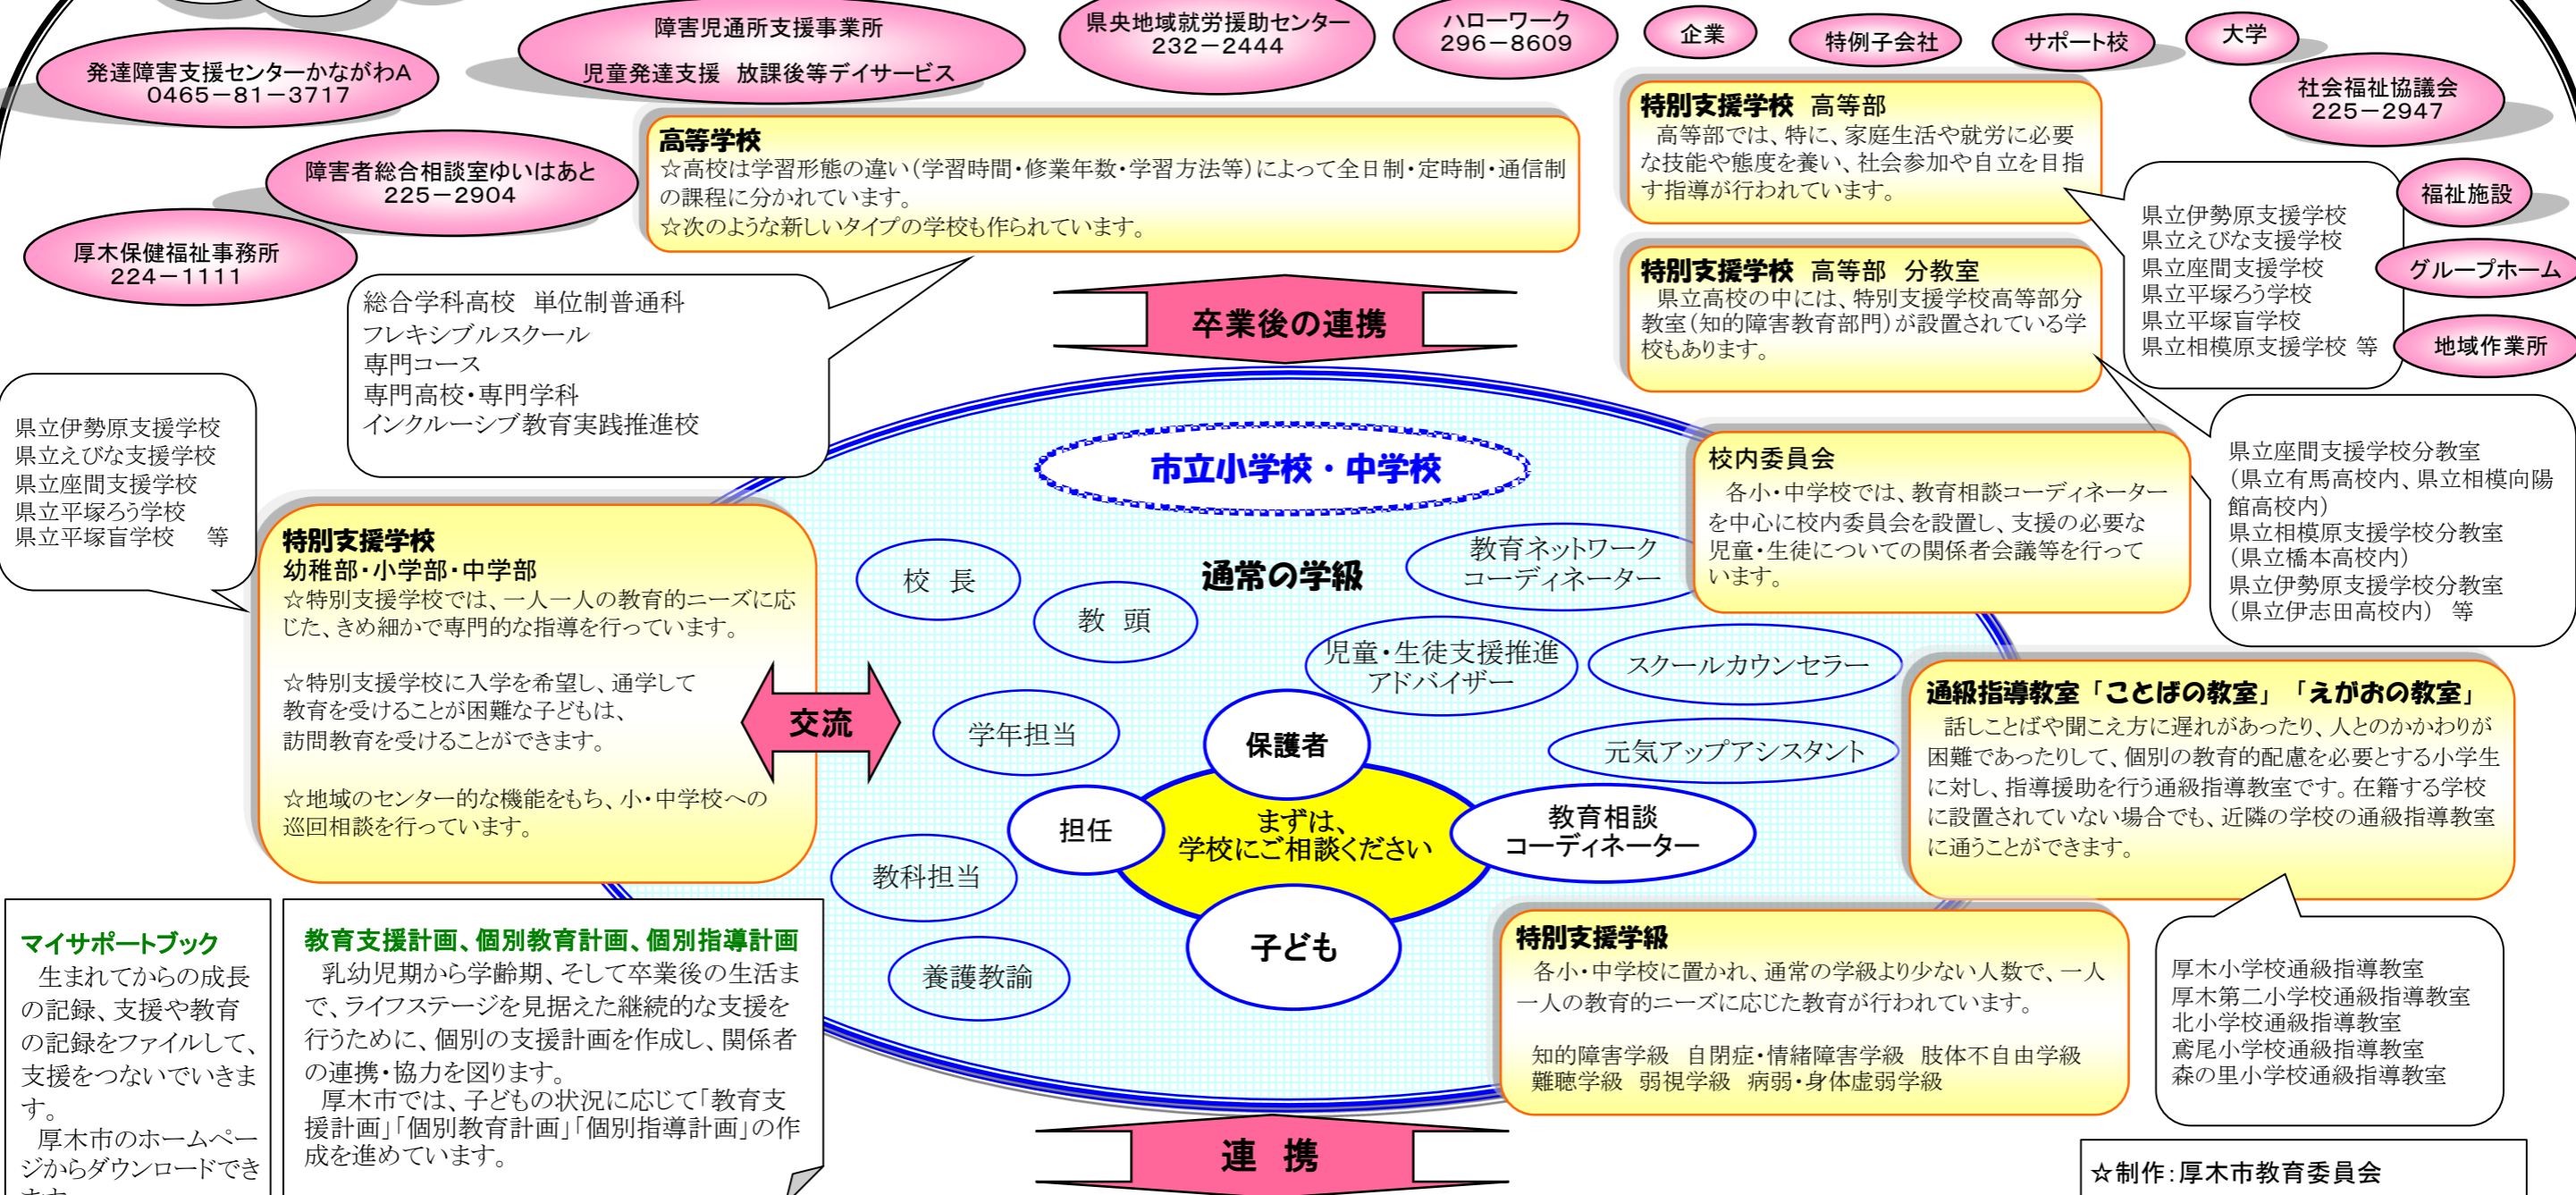 発達障害支援センターかながわA
0465－81－3717
障害児通所支援事業所
児童発達支援　放課後等デイサービス
県央地域就労援助センター
232－2444
ハローワーク
296－8609
企業
特例子会社
サポート校
大学
社会福祉協議会
225－2947
障害者総合相談室ゆいはあと
225－2904
厚木保健福祉事務所
224－1111
高等学校
☆高校は学習形態の違い（学習時間・修業年数・学習方法等）によって全日制・定時制・通信制
の課程に分かれています。
☆次のような新しいタイプの学校も作られています。
総合学科高校　単位制普通科
フレキシブルスクール
専門コース
専門高校・専門学科
インクルーシブ教育実践推進校
特別支援学校　高等部
高等部では、特に、家庭生活や就労に必要
な技能や態度を養い、社会参加や自立を目指
す指導が行われています。
県立伊勢原支援学校
県立えびな支援学校
県立座間支援学校
県立平塚ろう学校
県立平塚盲学校
県立相模原支援学校 等
福祉施設
グループホーム
地域作業所
特別支援学校　高等部　分教室
県立高校の中には、特別支援学校高等部分
教室（知的障害教育部門）が設置されている学
校もあります。
県立座間支援学校分教室
（県立有馬高校内、県立相模向陽
館高校内）
県立相模原支援学校分教室
（県立橋本高校内）
県立伊勢原支援学校分教室
（県立伊志田高校内）　等
卒業後の連携
県立伊勢原支援学校
県立えびな支援学校
県立座間支援学校
県立平塚ろう学校
県立平塚盲学校　等
特別支援学校
幼稚部・小学部・中学部
☆特別支援学校では、一人一人の教育的ニーズに応
じた、きめ細かで専門的な指導を行っています。
☆特別支援学校に入学を希望し、通学して
教育を受けることが困難な子どもは、
訪問教育を受けることができます。
☆地域のセンター的な機能をもち、小・中学校への
巡回相談を行っています。
交流
市立小学校・中学校
通常の学級
校　長
教　頭
教育ネットワーク
コーディネーター
児童・生徒支援推進
アドバイザー
スクールカウンセラー
学年担当
元気アップアシスタント
保護者
担任
まずは、
学校にご相談ください
教育相談
コーディネーター
教科担当
子ども
養護教諭
校内委員会
各小・中学校では、教育相談コーディネーター
を中心に校内委員会を設置し、支援の必要な
児童・生徒についての関係者会議等を行って
います。
通級指導教室「ことばの教室」「えがおの教室」
話しことばや聞こえ方に遅れがあったり、人とのかかわりが
困難であったりして、個別の教育的配慮を必要とする小学生
に対し、指導援助を行う通級指導教室です。在籍する学校
に設置されていない場合でも、近隣の学校の通級指導教室
に通うことができます。
厚木小学校通級指導教室
厚木第二小学校通級指導教室
北小学校通級指導教室
鳶尾小学校通級指導教室
森の里小学校通級指導教室
特別支援学級
各小・中学校に置かれ、通常の学級より少ない人数で、一人
一人の教育的ニーズに応じた教育が行われています。
知的障害学級　自閉症・情緒障害学級　肢体不自由学級
難聴学級　弱視学級　病弱・身体虚弱学級
マイサポートブック
生まれてからの成長
の記録、支援や教育
の記録をファイルして、
支援をつないでいきま
す。
厚木市のホームペー
ジからダウンロードでき
教育支援計画、個別教育計画、個別指導計画
乳幼児期から学齢期、そして卒業後の生活ま
で、ライフステージを見据えた継続的な支援を
行うために、個別の支援計画を作成し、関係者
の連携・協力を図ります。
厚木市では、子どもの状況に応じて「教育支
援計画」「個別教育計画」「個別指導計画」の作
成を進めています。
連　携
☆制作：厚木市教育委員会